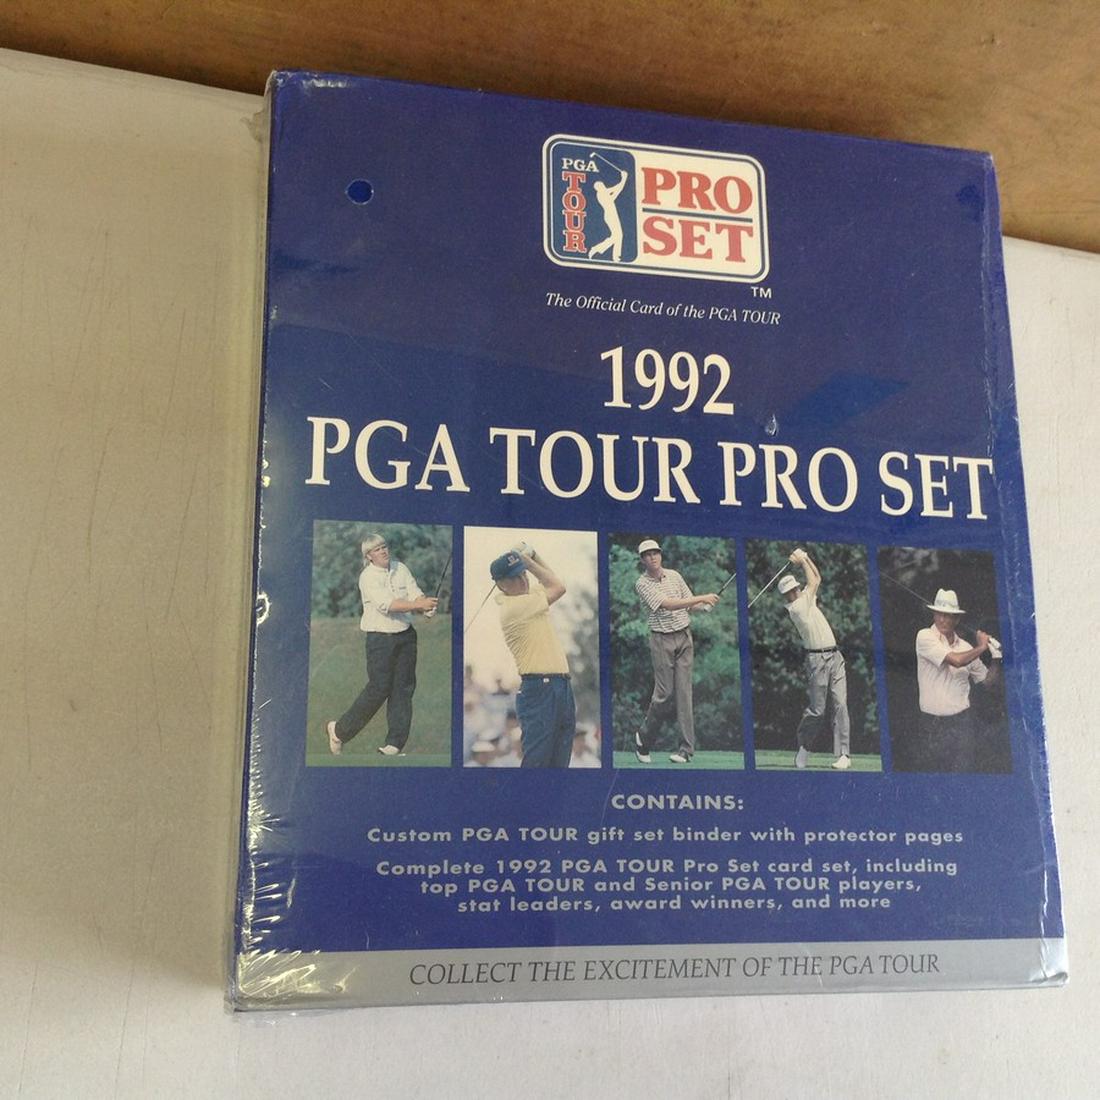 PGA
TOUR
PRO
SET
TM
The Official Card of the PGA TOUR
1992
PGA TOUR PRO SET
CONTAINS:
Custom PGA TOUR gift set binder with protector pages
Complete 1992 PGA TOUR Pro Set card set, including
top PGA TOUR and Senior PGA TOUR players,
stat leaders, award winners, and more
COLLECT THE EXCITEMENT OF THE PGA TOUR